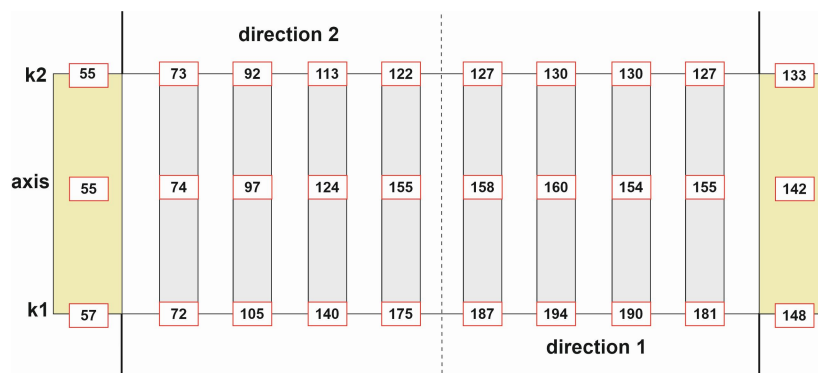 direction 2
k2 55 73 92 113 122 127 130 130 127 133
axis 55 74 97 124 155 158 160 154 155 142
k1 57 72 105 140 175 187 194 190 181 148
direction 1